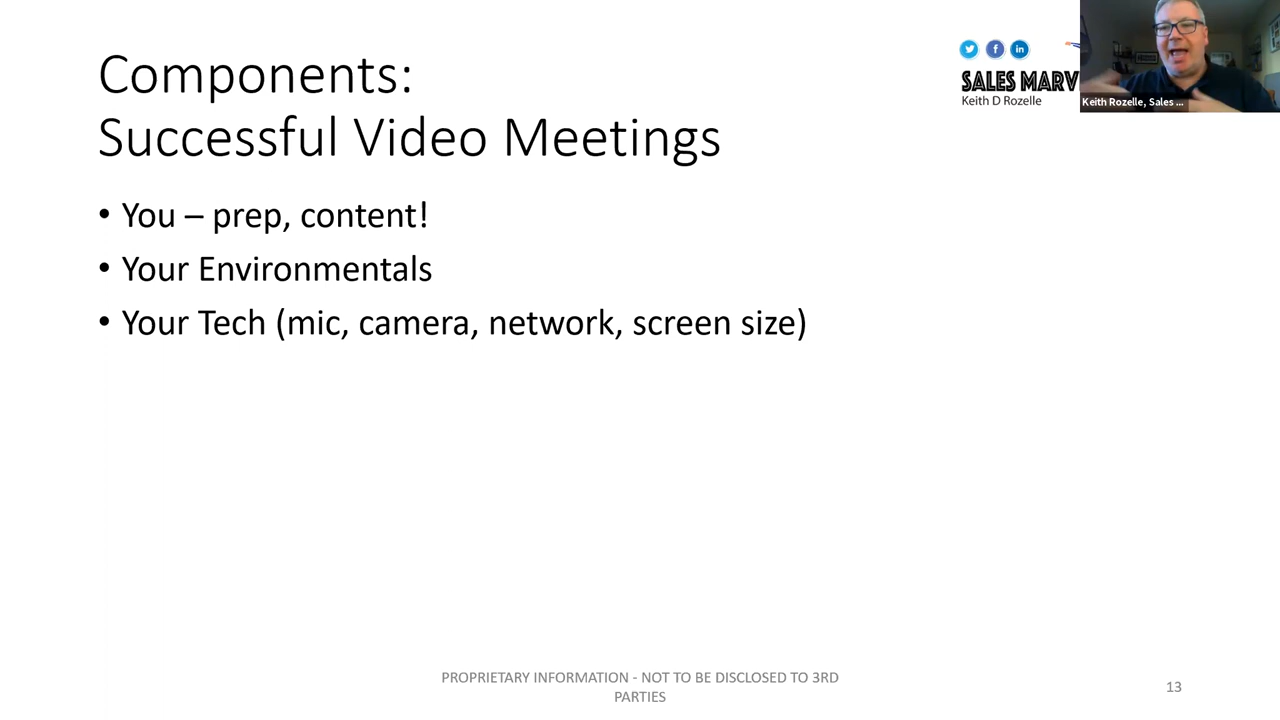 Components:
Successful Video Meetings
SALES MARV
Keith D Rozelle
Keith Rozelle, Sales ...
• You – prep, content!
• Your Environmentals
• Your Tech (mic, camera, network, screen size)
PROPRIETARY INFORMATION - NOT TO BE DISCLOSED TO 3RD
PARTIES
13